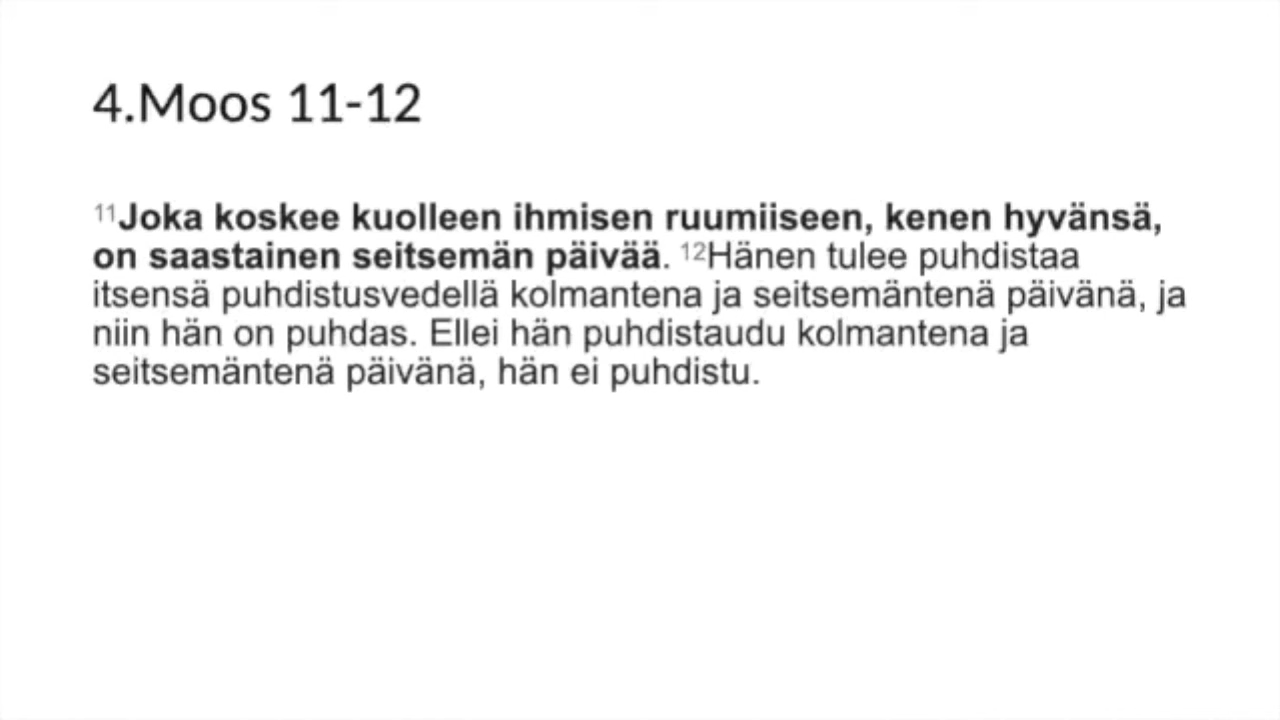 4.Moos 11-12
11Joka koskee kuolleen ihmisen ruumiiseen, kenen hyvänsä,
on saastainen seitsemän päivää. 12Hänen tulee puhdistaa
itsensä puhdistusvedellä kolmantena ja seitsemäntenä päivänä, ja
niin hän on puhdas. Ellei hän puhdistaudu kolmantena ja
seitsemäntenä päivänä, hän ei puhdistu.